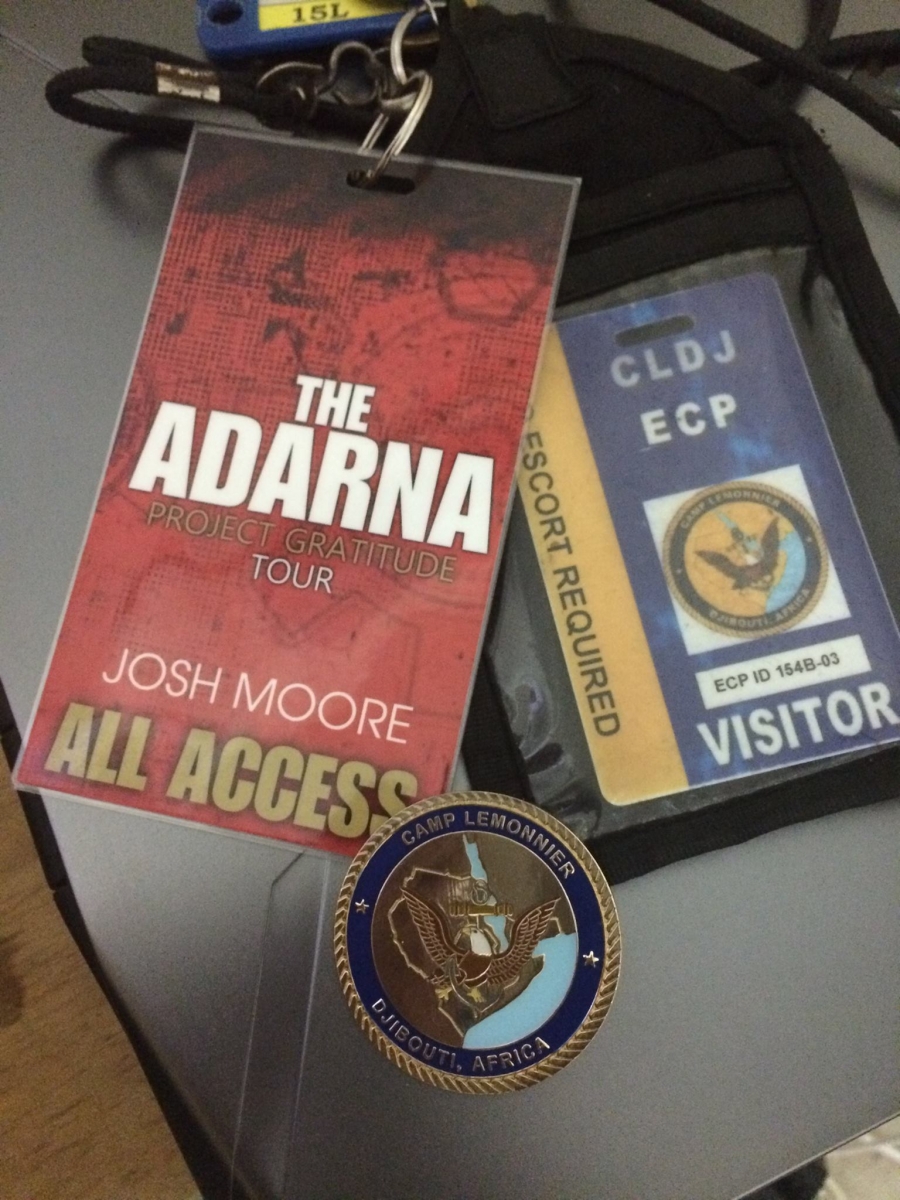 15L
THE
ADARNA
PROJECT GRATITUDE
TOUR
JOSH MOORE
ALL ACCESS
ESCORT REQUIRED
CLDJ
ECP
CAMP LEMONNIER
DJIBOUTI, AFRICA
ECP ID 154B-03
VISITOR
CAMP LEMONNIER
DJIBOUTI, AFRICA